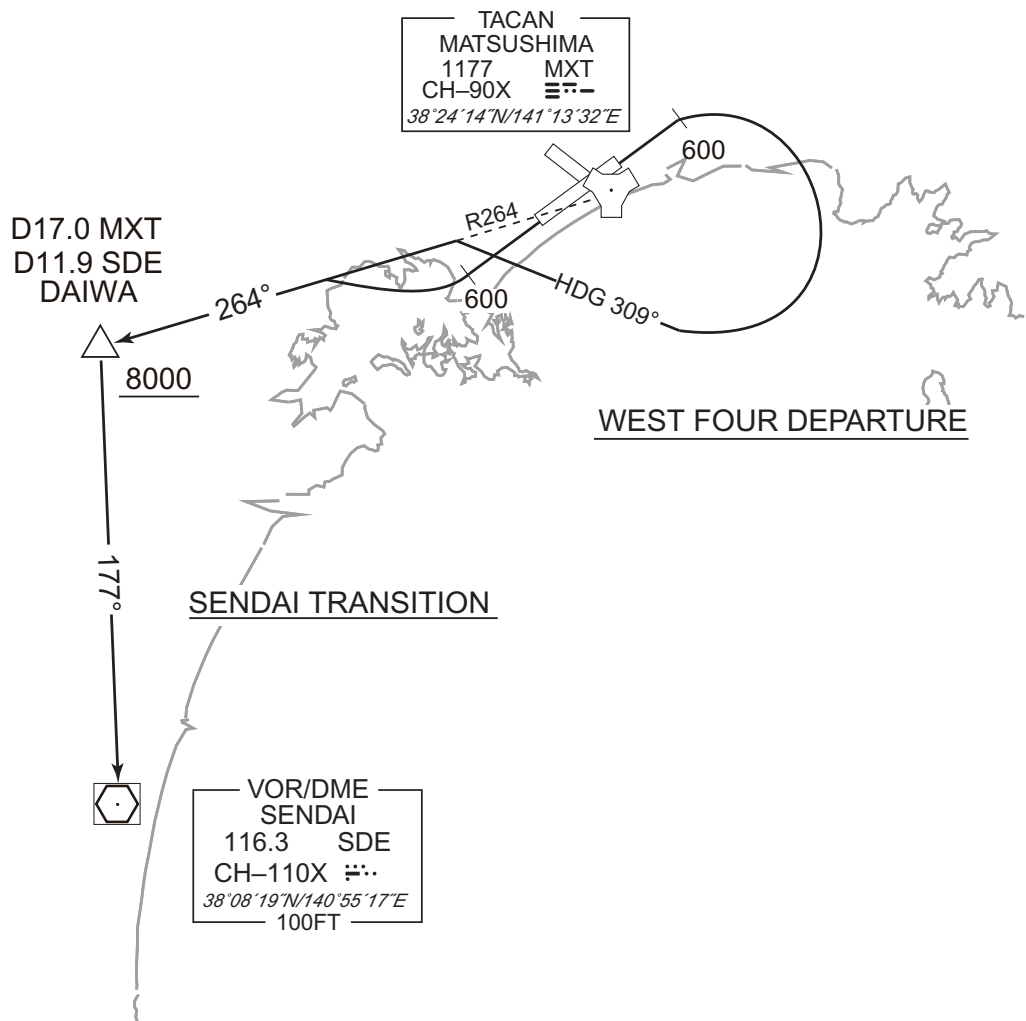 TACAN
MATSUSHIMA
1177 MXT
CH–90X
38°24´14˝N/141°13´32˝E
600
R264
D17.0 MXT
D11.9 SDE
DAIWA
264°
600
HDG 309°
8000
WEST FOUR DEPARTURE
177°
SENDAI TRANSITION
VOR/DME
SENDAI
116.3 SDE
CH–110X
38°08´19˝N/140°55´17˝E
100FT